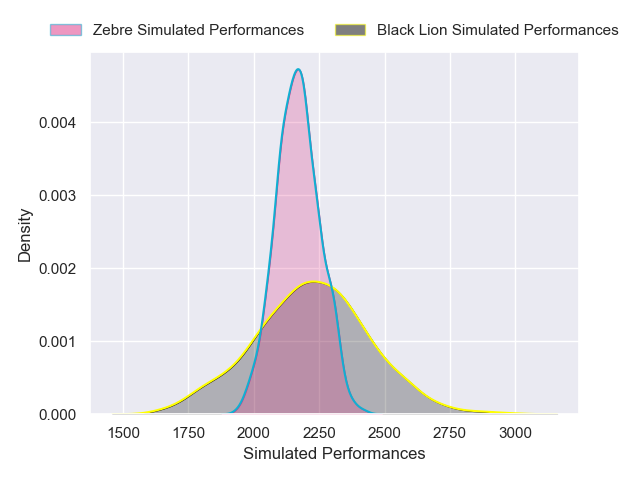 Zebre Simulated Performances
Black Lion Simulated Performances
0.004
0.003
0.002
0.001
0.000
Density
1500 1750 2000 2250 2500 2750 3000
Simulated Performances